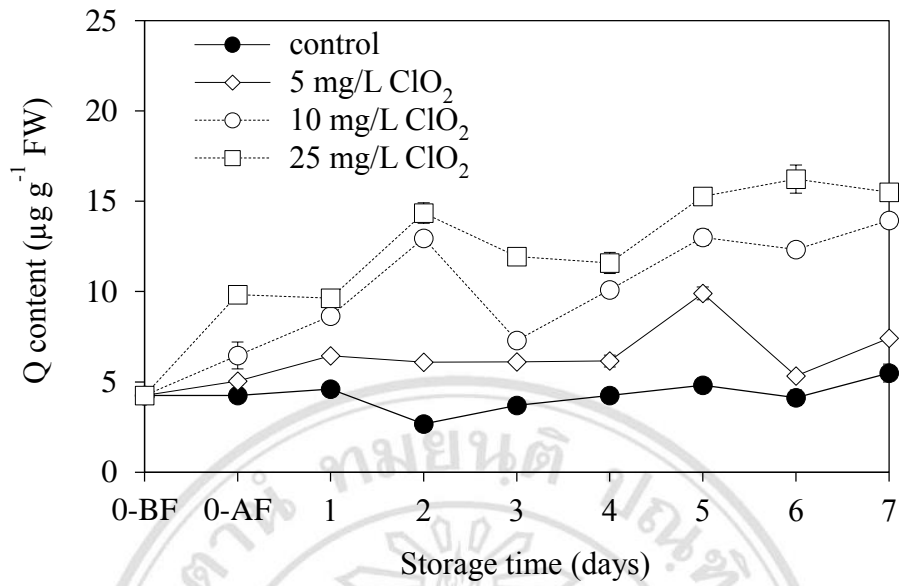 Q content (µg g⁻¹ FW)
25
20
15
10
5
0
control
5 mg/L ClO₂
10 mg/L ClO₂
25 mg/L ClO₂
0-BF 0-AF 1 2 3 4 5 6 7
Storage time (days)